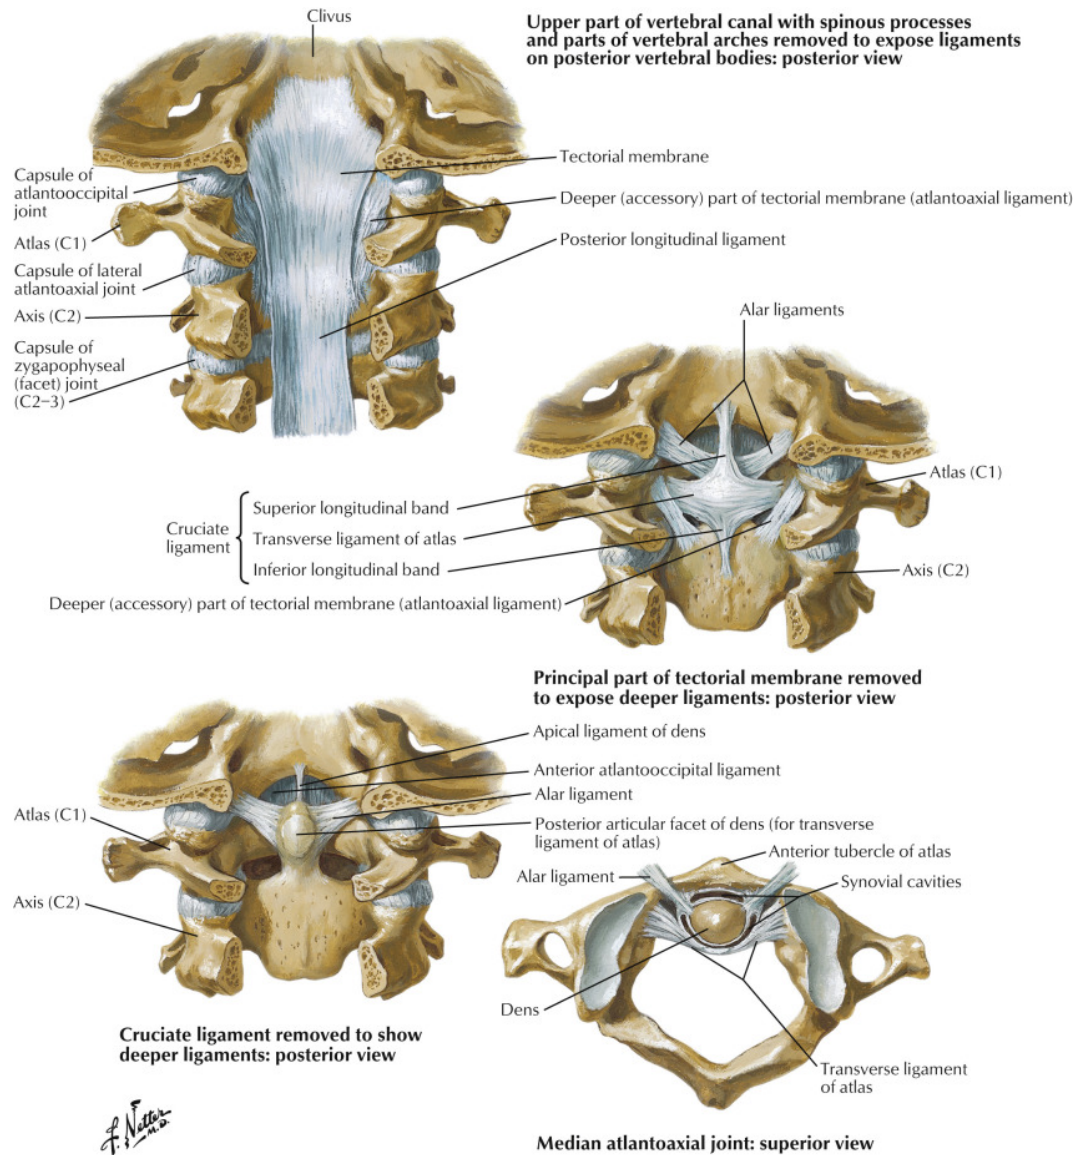 Clivus
Upper part of vertebral canal with spinous processes
and parts of vertebral arches removed to expose ligaments
on posterior vertebral bodies: posterior view
Tectorial membrane
Capsule of
atlantooccipital
joint
Deeper (accessory) part of tectorial membrane (atlantoaxial ligament)
Atlas (C1)
Posterior longitudinal ligament
Capsule of lateral
atlantoaxial joint
Axis (C2)
Capsule of
zygapophyseal
(facet) joint
(C2–3)
Alar ligaments
Atlas (C1)
Cruciate
ligament
Superior longitudinal band
Transverse ligament of atlas
Inferior longitudinal band
Axis (C2)
Deeper (accessory) part of tectorial membrane (atlantoaxial ligament)
Principal part of tectorial membrane removed
to expose deeper ligaments: posterior view
Apical ligament of dens
Anterior atlantooccipital ligament
Alar ligament
Posterior articular facet of dens (for transverse
ligament of atlas)
Atlas (C1)
Axis (C2)
Cruciate ligament removed to show
deeper ligaments: posterior view
Anterior tubercle of atlas
Alar ligament
Synovial cavities
Dens
Transverse ligament
of atlas
Median atlantoaxial joint: superior view
F. Netter
M.D.